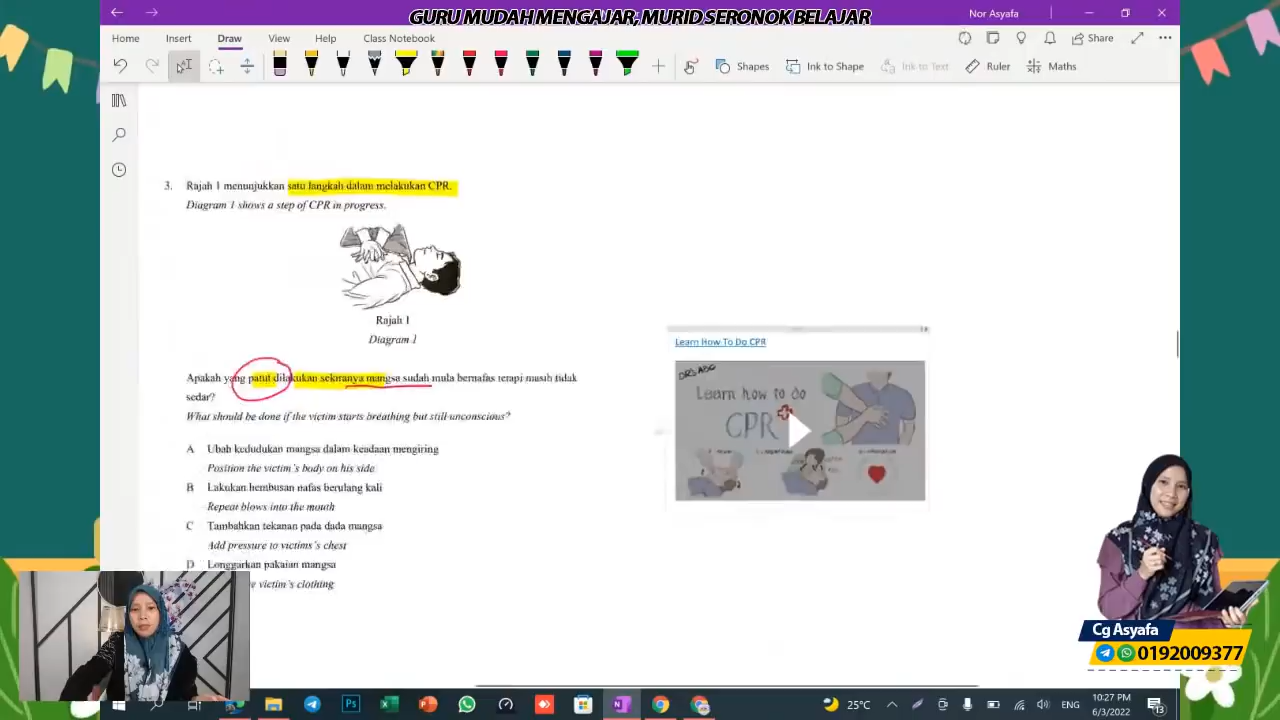 GURU MUDAH MENGAJAR, MURID SERONOK BELAJAR
Nor Asyafa
Home Insert Draw View Help Class Notebook
Share
Shapes Ink to Shape Ink to Text Ruler Maths
3. Rajah 1 menunjukkan satu langkah dalam melakukan CPR.
Diagram 1 shows a step of CPR in progress.
Rajah 1
Diagram 1
Apakah yang patut dilakukan sekiranya mangsa sudah mula bernafas tetapi masih tidak
sedar?
What should be done if the victim starts breathing but still unconscious?
A Ubah kedudukan mangsa dalam keadaan mengiring
Position the victim's body on his side
B Lakukan hembusan nafas berulang kali
Repeat blows into the mouth
C Tambahkan tekanan pada dada mangsa
Add pressure to victims's chest
D Longgarkan pakaian mangsa
victim's clothing
Learn How To Do CPR
DRS ABC
Learn how to do
CPR
Cg Asyafa
0192009377
25°C
ENG
10:27 PM
6/3/2022
13